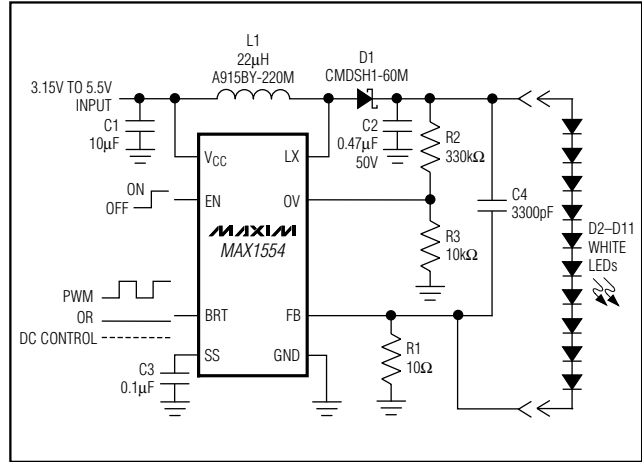 L1
22µH
A915BY-220M
D1
CMDSH1-60M
3.15V TO 5.5V
INPUT
C1
10µF
C2
0.47µF
50V
R2
330kΩ
C4
3300pF
VCC
LX
ON
OFF
EN
OV
MAXIM
MAX1554
R3
10kΩ
D2–D11
WHITE
LEDs
PWM
OR
DC CONTROL
BRT
FB
SS
GND
C3
0.1µF
R1
10Ω